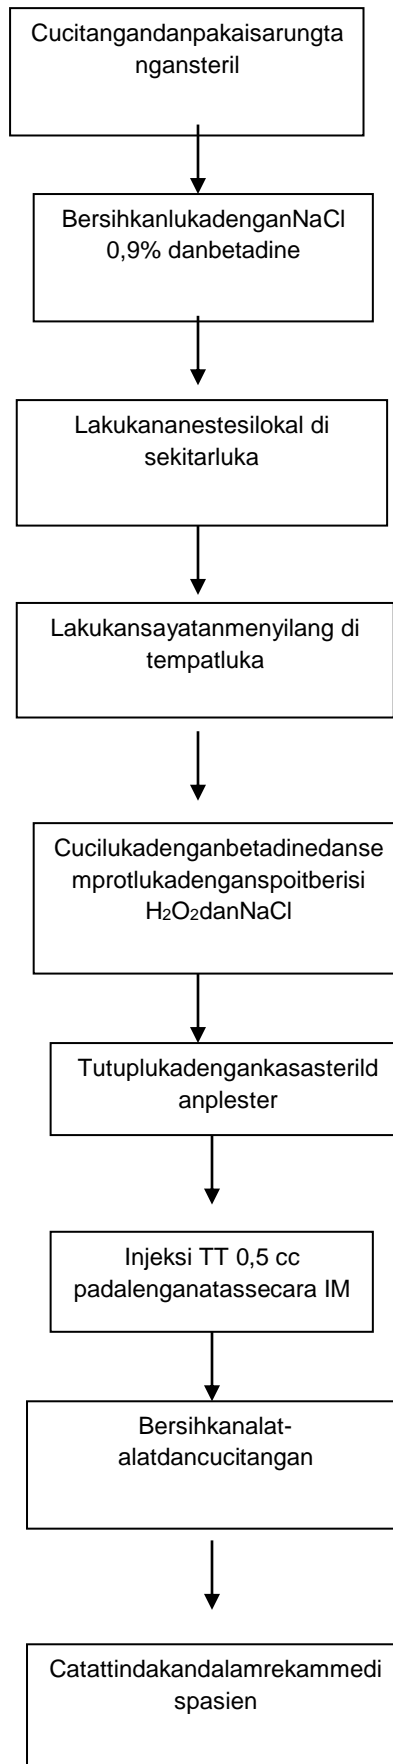 Cucitangandanpakaisarungta
ngansteril
BersihkanlukadenganNaCl
0,9% danbetadine
Lakukananestesilokal di
sekitarluka
Lakukansayatanmenyilang di
tempatluka
Cucilukadenganbetadinedanse
mprotlukadenganspoitberisi
H₂O₂danNaCl
Tutuplukadengankasasterild
anplester
Injeksi TT 0,5 cc
padalenganatassecara IM
Bersihkanalat-
alatdancucitangan
Catattindakandalamrekammedi
spasien